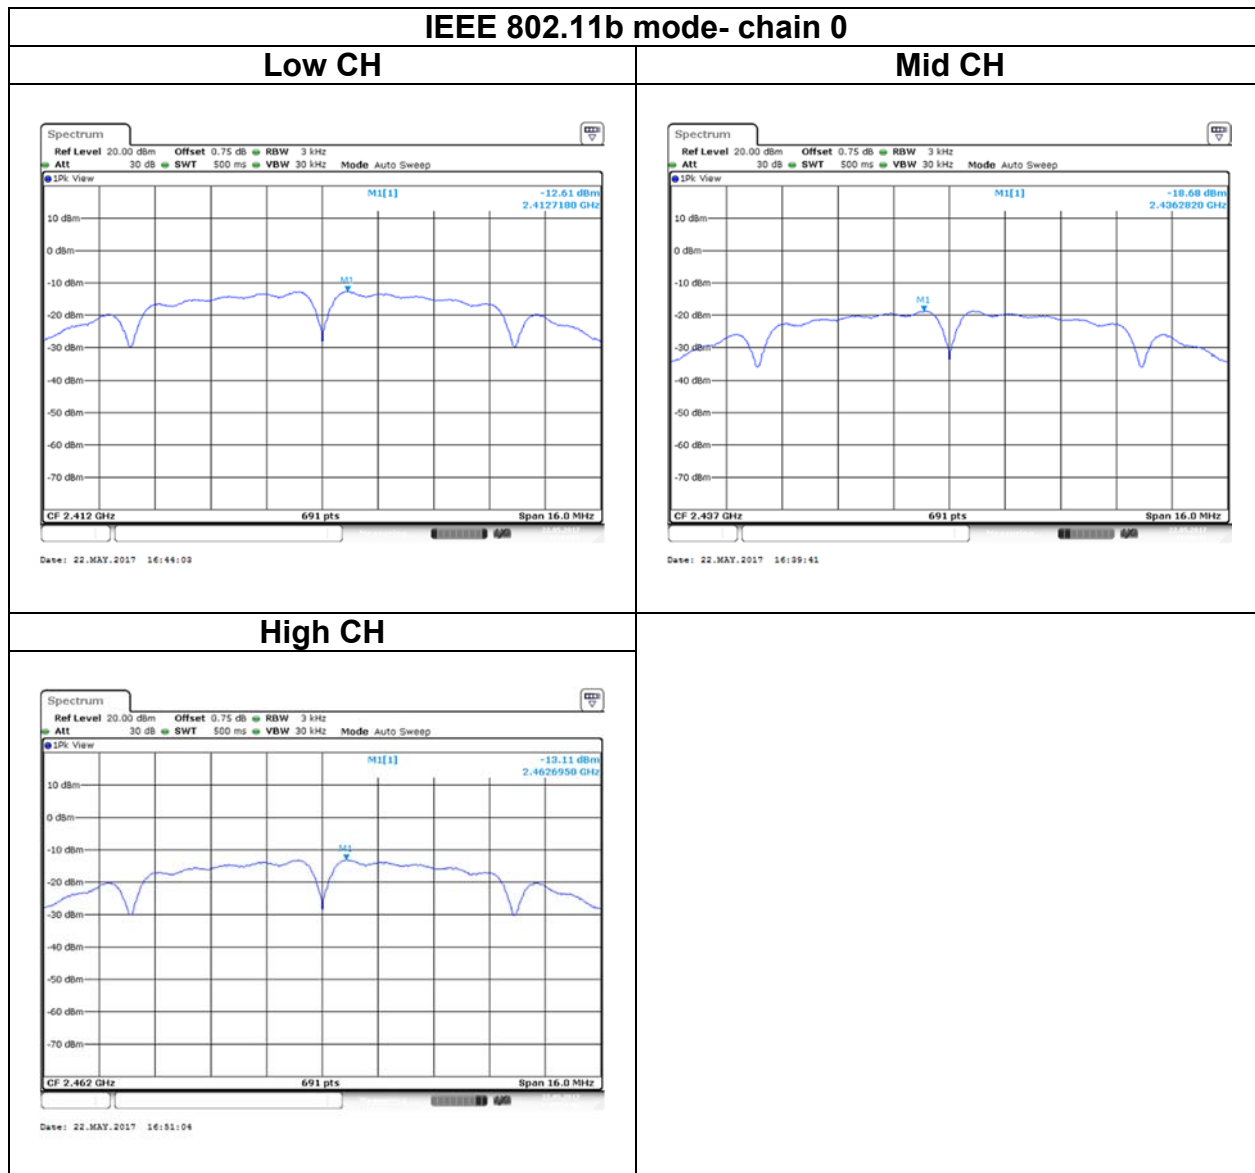 IEEE 802.11b mode- chain 0
Low CH
Mid CH
Spectrum
Ref Level 20.00 dBm Offset 0.75 dB RBW 3 kHz
Att 30 dB SWT 500 ms VBW 30 kHz Mode Auto Sweep
1Pk View
M1[1] -12.61 dBm
2.4127180 GHz
10 dBm
0 dBm
M1
-10 dBm
-20 dBm
-30 dBm
-40 dBm
-50 dBm
-60 dBm
-70 dBm
CF 2.412 GHz 691 pts Span 16.0 MHz
Date: 22.MAY.2017 16:44:03
Spectrum
Ref Level 20.00 dBm Offset 0.75 dB RBW 3 kHz
Att 30 dB SWT 500 ms VBW 30 kHz Mode Auto Sweep
1Pk View
M1[1] -18.68 dBm
2.4362820 GHz
10 dBm
0 dBm
-10 dBm
M1
-20 dBm
-30 dBm
-40 dBm
-50 dBm
-60 dBm
-70 dBm
CF 2.437 GHz 691 pts Span 16.0 MHz
Date: 22.MAY.2017 16:39:41
High CH
Spectrum
Ref Level 20.00 dBm Offset 0.75 dB RBW 3 kHz
Att 30 dB SWT 500 ms VBW 30 kHz Mode Auto Sweep
1Pk View
M1[1] -13.11 dBm
2.4626950 GHz
10 dBm
0 dBm
-10 dBm
M1
-20 dBm
-30 dBm
-40 dBm
-50 dBm
-60 dBm
-70 dBm
CF 2.462 GHz 691 pts Span 16.0 MHz
Date: 22.MAY.2017 16:51:04